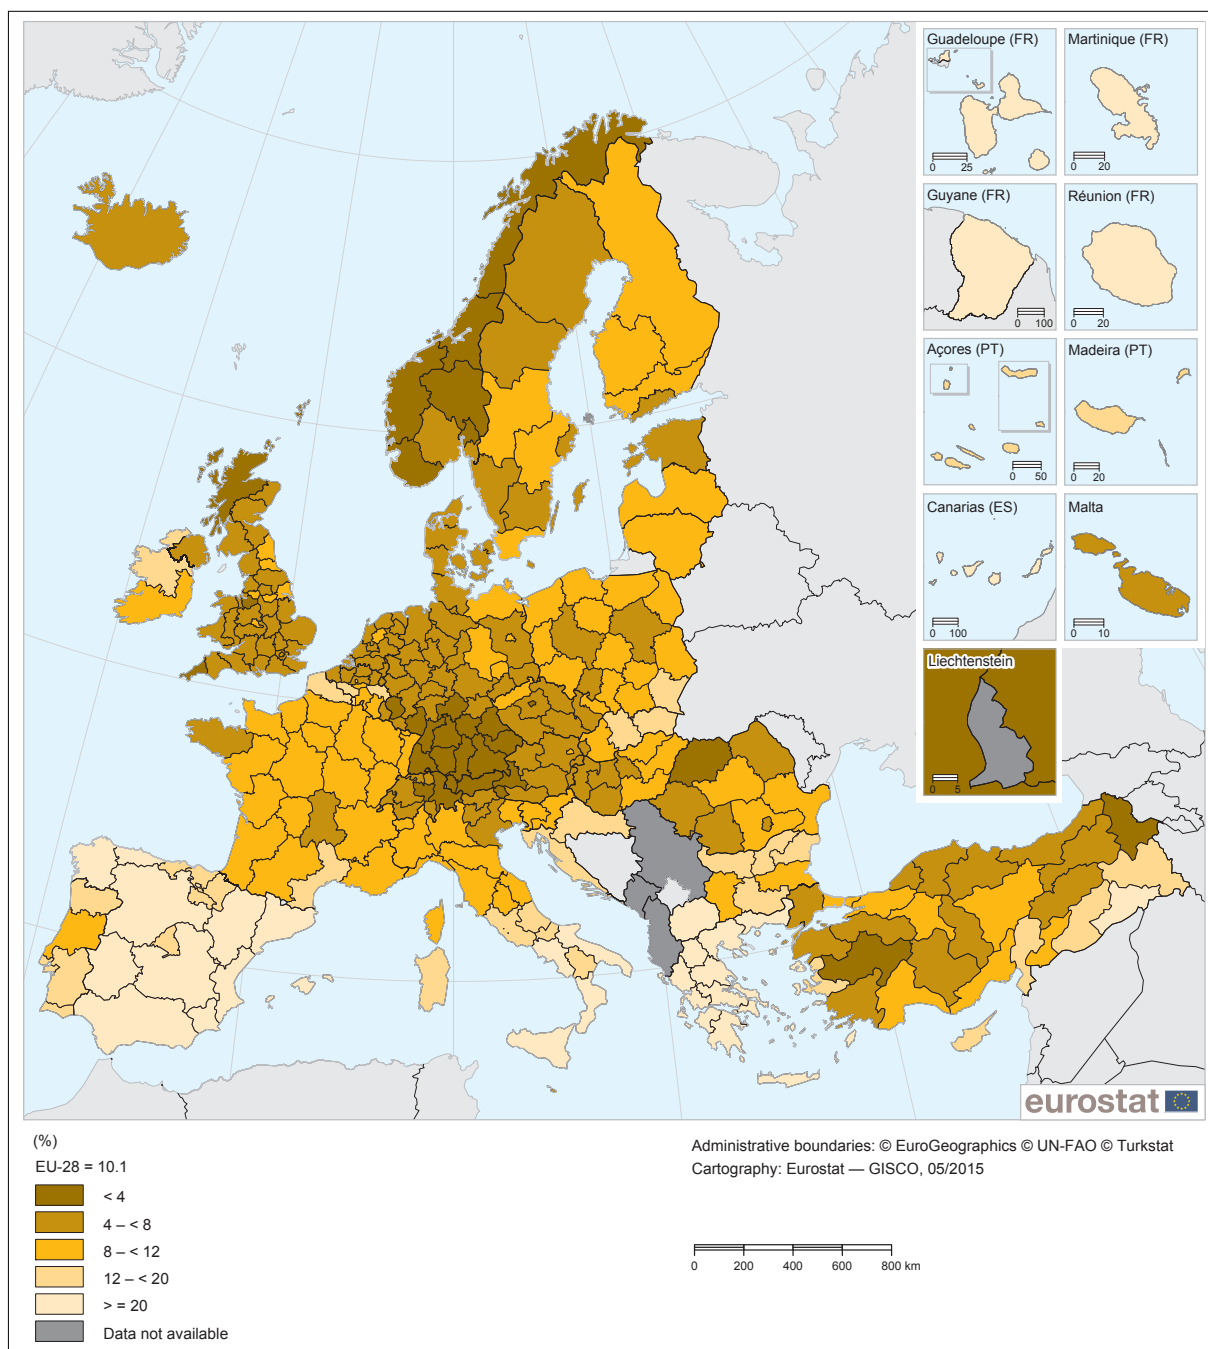 Guadeloupe (FR)
0 25
Martinique (FR)
0 20
Guyane (FR)
0 100
Réunion (FR)
0 20
Açores (PT)
0 50
Madeira (PT)
0 20
Canarias (ES)
0 100
Malta
0 10
Liechtenstein
0 5
eurostat
(%)
EU-28 = 10.1
< 4
4 – < 8
8 – < 12
12 – < 20
> = 20
Data not available
Administrative boundaries: © EuroGeographics © UN-FAO © Turkstat
Cartography: Eurostat — GISCO, 05/2015
0 200 400 600 800 km